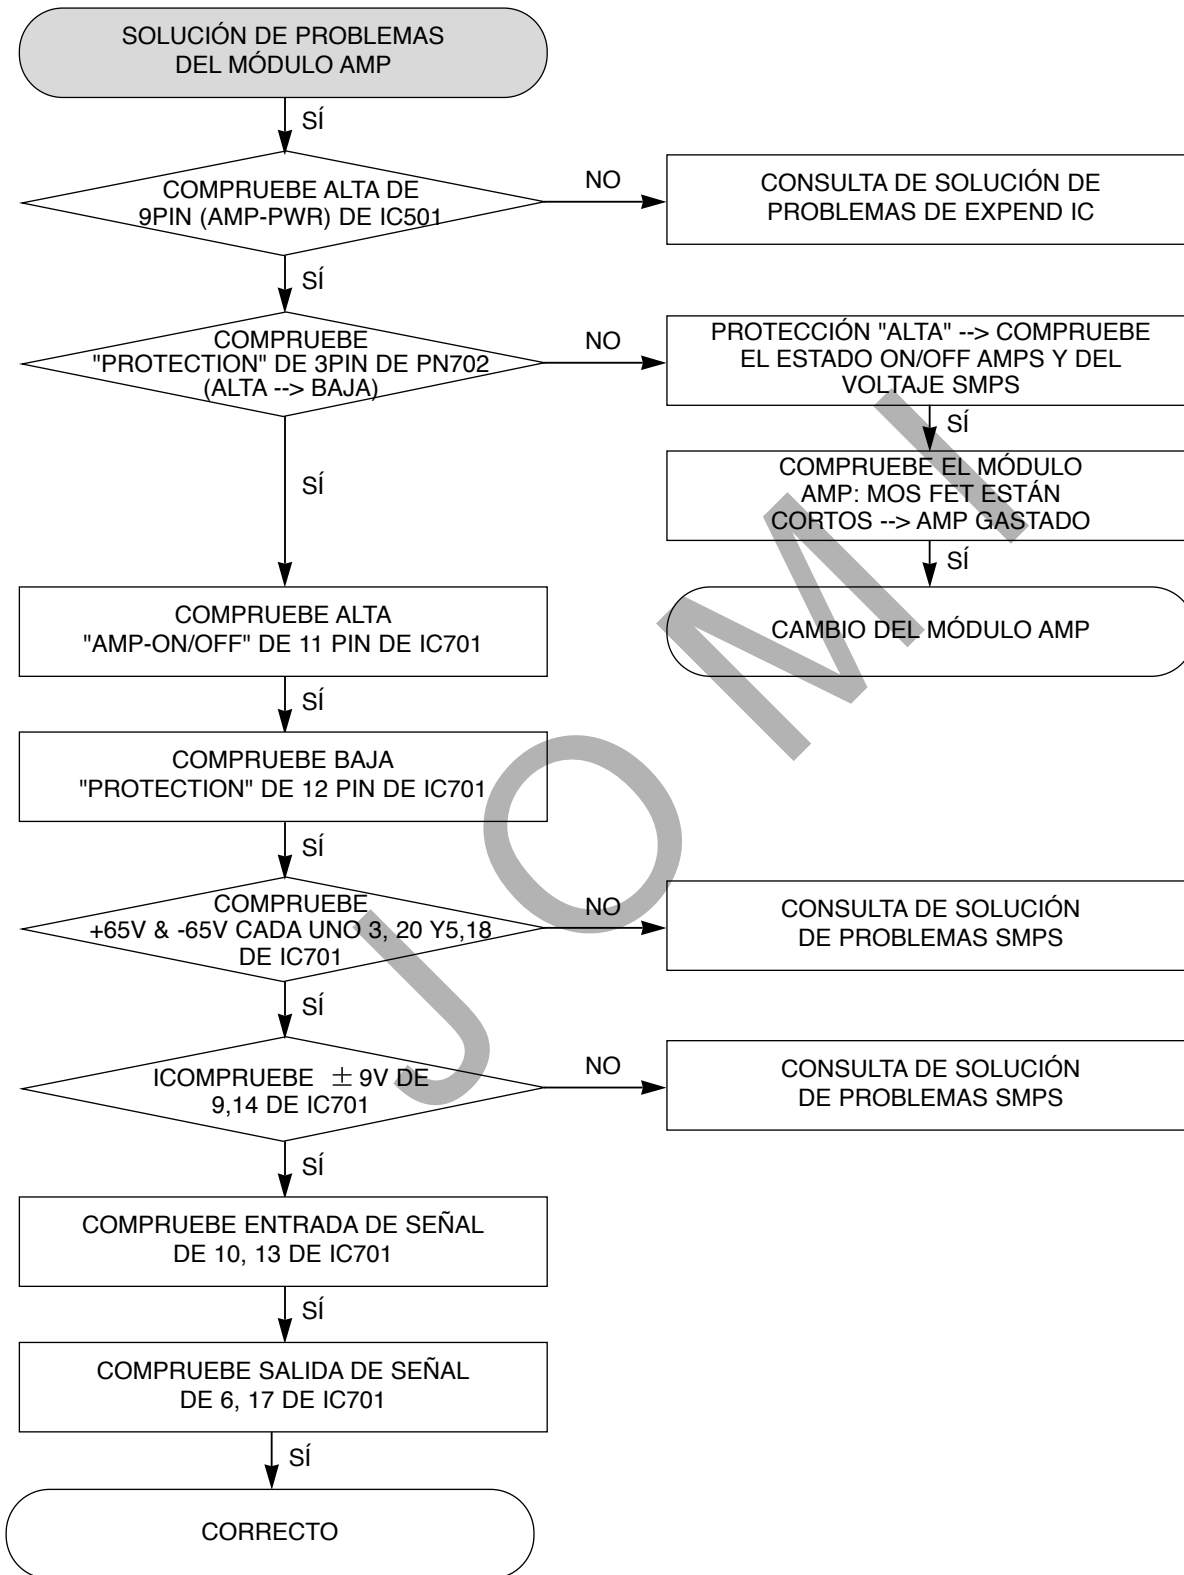 SOLUCIÓN DE PROBLEMAS
DEL MÓDULO AMP
SÍ
COMPRUEBE ALTA DE
9PIN (AMP-PWR) DE IC501
NO
CONSULTA DE SOLUCIÓN DE
PROBLEMAS DE EXPEND IC
SÍ
COMPRUEBE
"PROTECTION" DE 3PIN DE PN702
(ALTA --> BAJA)
NO
PROTECCIÓN "ALTA" --> COMPRUEBE
EL ESTADO ON/OFF AMPS Y DEL
VOLTAJE SMPS
SÍ
COMPRUEBE EL MÓDULO
AMP: MOS FET ESTÁN
CORTOS --> AMP GASTADO
SÍ
CAMBIO DEL MÓDULO AMP
SÍ
COMPRUEBE ALTA
"AMP-ON/OFF" DE 11 PIN DE IC701
SÍ
COMPRUEBE BAJA
"PROTECTION" DE 12 PIN DE IC701
SÍ
COMPRUEBE
+65V & -65V CADA UNO 3, 20 Y5,18
DE IC701
NO
CONSULTA DE SOLUCIÓN
DE PROBLEMAS SMPS
SÍ
ICOMPRUEBE ± 9V DE
9,14 DE IC701
NO
CONSULTA DE SOLUCIÓN
DE PROBLEMAS SMPS
SÍ
COMPRUEBE ENTRADA DE SEÑAL
DE 10, 13 DE IC701
SÍ
COMPRUEBE SALIDA DE SEÑAL
DE 6, 17 DE IC701
SÍ
CORRECTO
JOMI